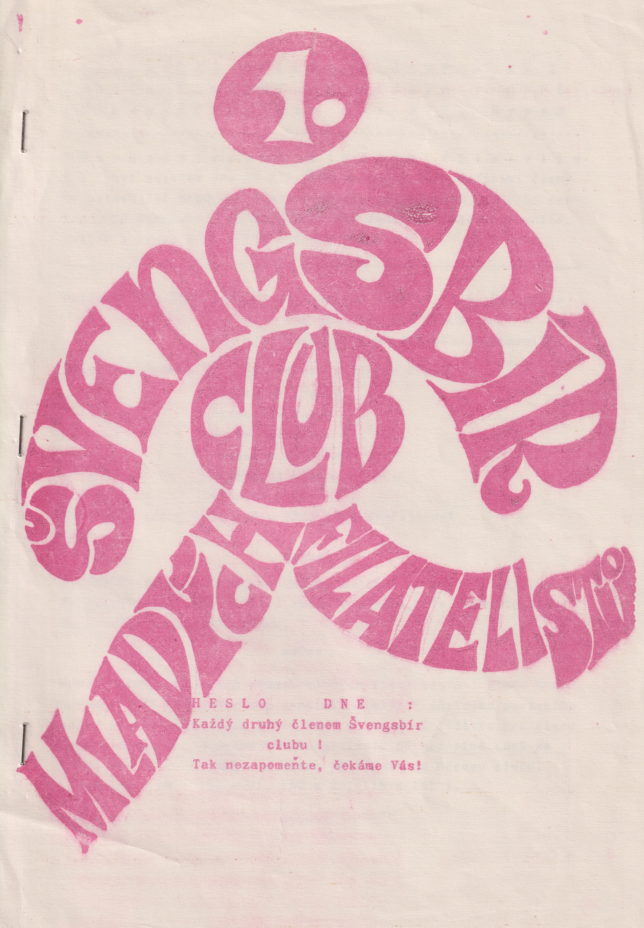 1.
ŠVENGSBÍR
CLUB
MLADÝCH
FILATELISTŮ
HESLO DNE :
Každý druhý členem Švengsbír
clubu !
Tak nezapomeňte, čekáme Vás!